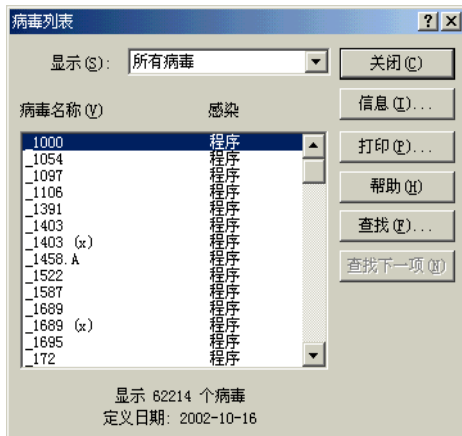 病毒列表
显示(S): 所有病毒
关闭(C)
信息(I)...
打印(P)...
帮助(H)
查找(F)...
查找下一项(N)
病毒名称(V) 感染
_1000 程序
_1054 程序
_1097 程序
_1106 程序
_1391 程序
_1403 程序
_1403 (x) 程序
_1458.A 程序
_1522 程序
_1587 程序
_1689 程序
_1689 (x) 程序
_1695 程序
_172 程序
显示 62214 个病毒
定义日期: 2002-10-16